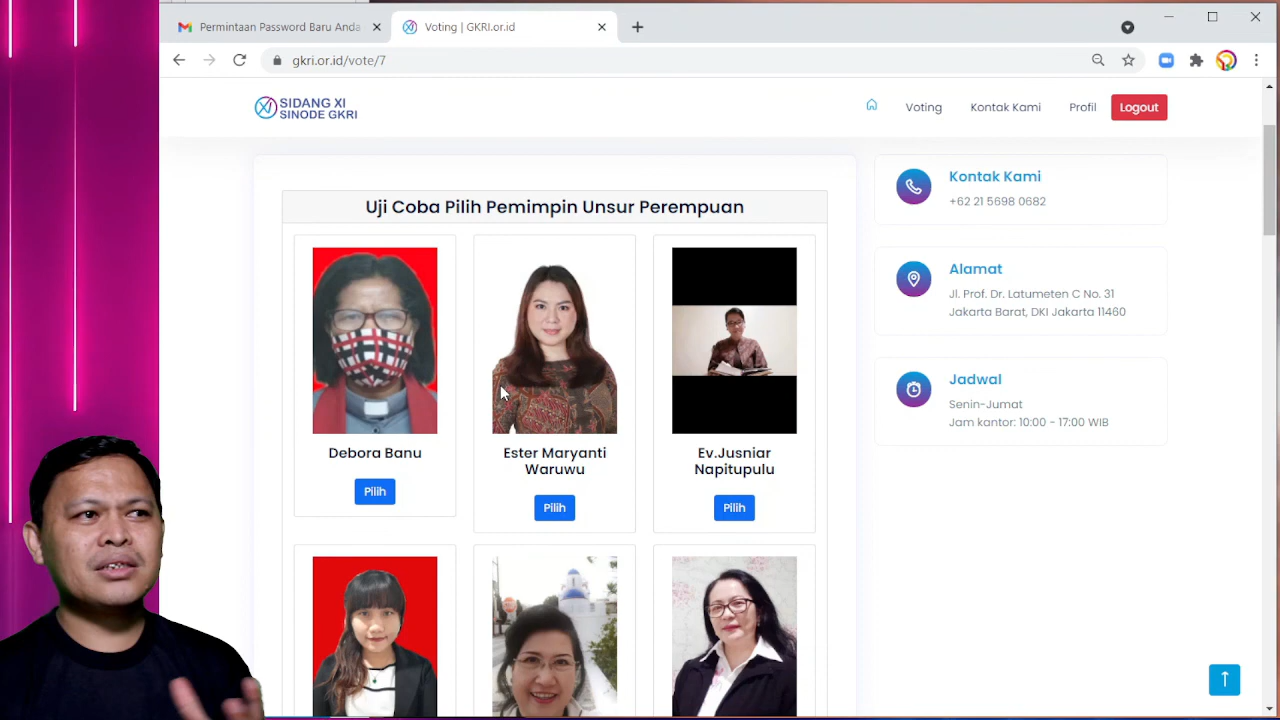 Permintaan Password Baru Anda
Voting | GKRI.or.id
gkri.or.id/vote/7
SIDANG XI
SINODE GKRI
Voting
Kontak Kami
Profil
Logout
Uji Coba Pilih Pemimpin Unsur Perempuan
Debora Banu
Pilih
Ester Maryanti
Waruwu
Pilih
Ev.Jusniar
Napitupulu
Pilih
Kontak Kami
+62 21 5698 0682
Alamat
Jl. Prof. Dr. Latumeten C No. 31
Jakarta Barat, DKI Jakarta 11460
Jadwal
Senin-Jumat
Jam kantor: 10:00 - 17:00 WIB